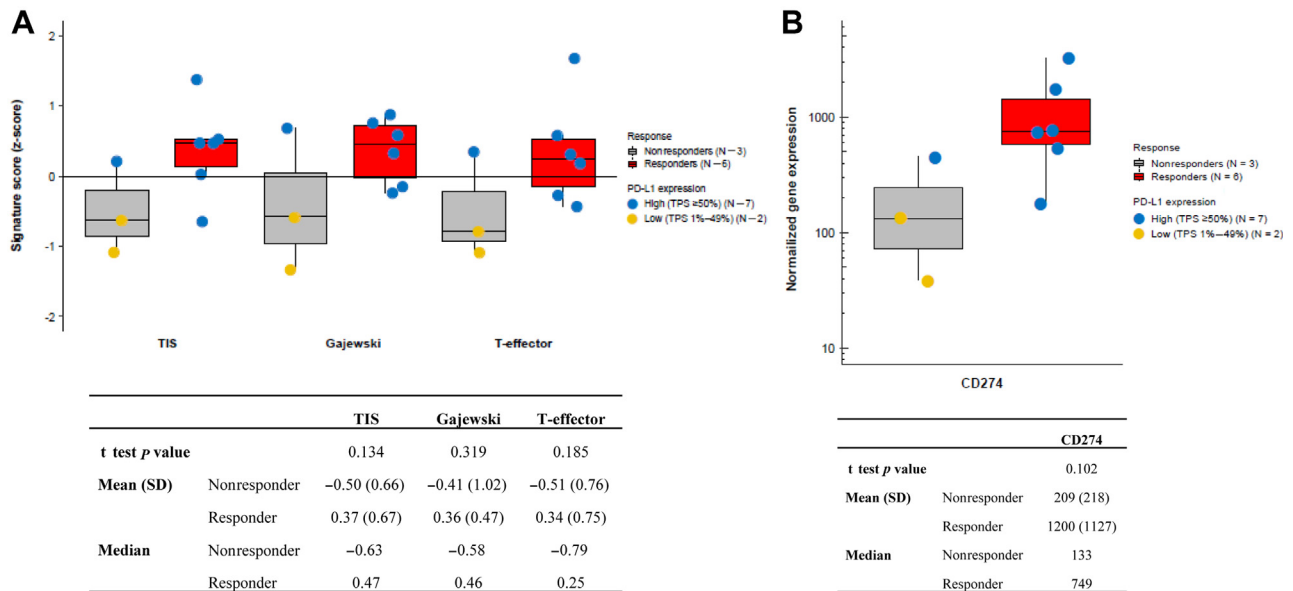 A
Signature score (z-score)
2
1
0
-1
-2
TIS
Gajewski
T-effector
Response
Nonresponders (N−3)
Responders (N−6)
PD-L1 expression
High (TPS ≥50%) (N−7)
Low (TPS 1%–49%) (N−2)
TIS Gajewski T-effector
t test p value 0.134 0.319 0.185
Mean (SD) Nonresponder −0.50 (0.66) −0.41 (1.02) −0.51 (0.76)
Responder 0.37 (0.67) 0.36 (0.47) 0.34 (0.75)
Median Nonresponder −0.63 −0.58 −0.79
Responder 0.47 0.46 0.25
B
Normailized gene expression
1000
100
10
CD274
Response
Nonresponders (N = 3)
Responders (N = 6)
PD-L1 expression
High (TPS ≥50%) (N = 7)
Low (TPS 1%–49%) (N = 2)
CD274
t test p value 0.102
Mean (SD) Nonresponder 209 (218)
Responder 1200 (1127)
Median Nonresponder 133
Responder 749